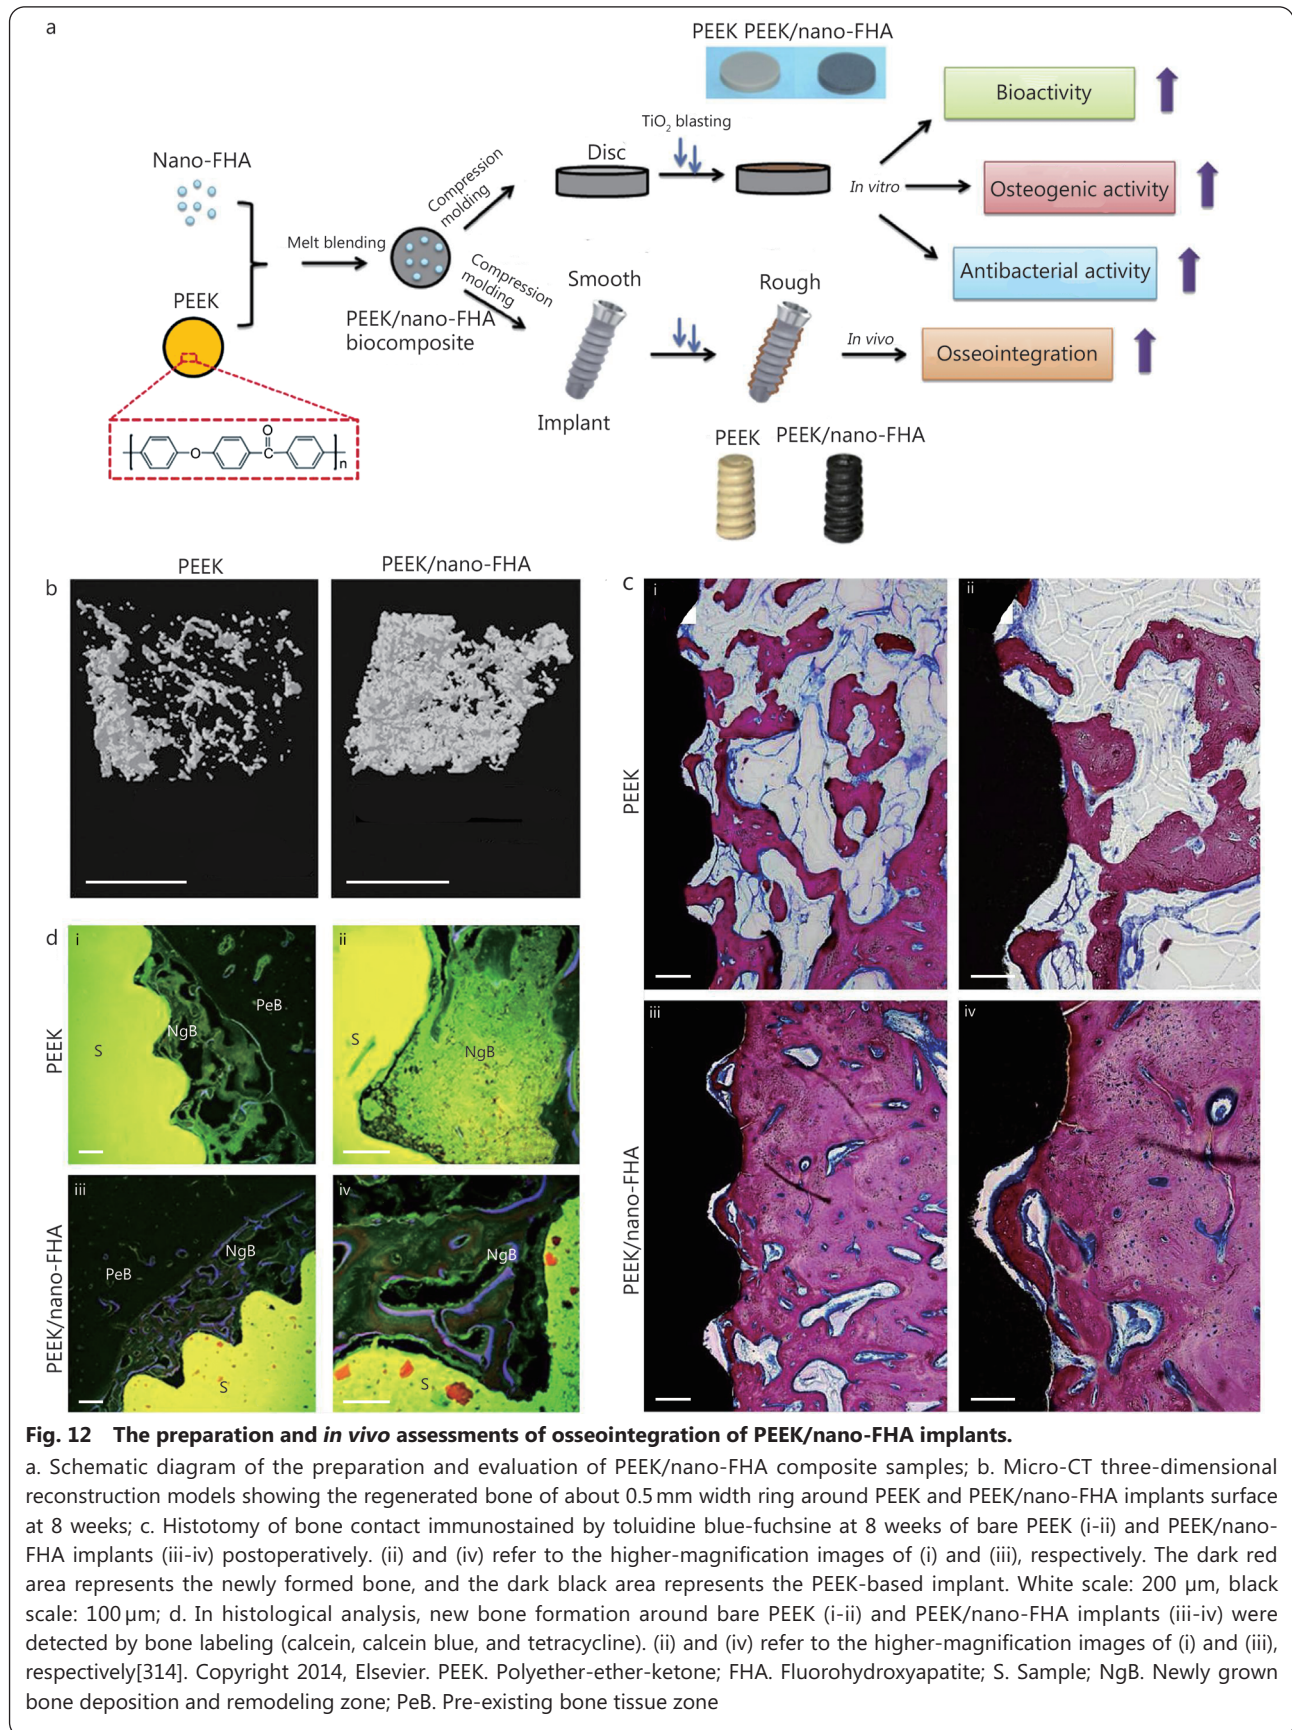 a
PEEK PEEK/nano-FHA
Bioactivity
TiO2 blasting
Nano-FHA
Compression
molding
Disc
In vitro
Osteogenic activity
Melt blending
Compression
molding
Smooth
Rough
Antibacterial activity
PEEK
PEEK/nano-FHA
biocomposite
In vivo
Osseointegration
Implant
O
O
C
n
PEEK
PEEK/nano-FHA
b
PEEK
PEEK/nano-FHA
c
i
ii
PEEK
d
i
ii
PeB
NgB
S
S
NgB
PEEK
iii
iv
iii
iv
NgB
NgB
PeB
S
S
PEEK/nano-FHA
PEEK/nano-FHA
Fig. 12 The preparation and in vivo assessments of osseointegration of PEEK/nano-FHA implants.
a. Schematic diagram of the preparation and evaluation of PEEK/nano-FHA composite samples; b. Micro-CT three-dimensional
reconstruction models showing the regenerated bone of about 0.5 mm width ring around PEEK and PEEK/nano-FHA implants surface
at 8 weeks; c. Histotomy of bone contact immunostained by toluidine blue-fuchsine at 8 weeks of bare PEEK (i-ii) and PEEK/nano-
FHA implants (iii-iv) postoperatively. (ii) and (iv) refer to the higher-magnification images of (i) and (iii), respectively. The dark red
area represents the newly formed bone, and the dark black area represents the PEEK-based implant. White scale: 200 μm, black
scale: 100 μm; d. In histological analysis, new bone formation around bare PEEK (i-ii) and PEEK/nano-FHA implants (iii-iv) were
detected by bone labeling (calcein, calcein blue, and tetracycline). (ii) and (iv) refer to the higher-magnification images of (i) and (iii),
respectively[314]. Copyright 2014, Elsevier. PEEK. Polyether-ether-ketone; FHA. Fluorohydroxyapatite; S. Sample; NgB. Newly grown
bone deposition and remodeling zone; PeB. Pre-existing bone tissue zone